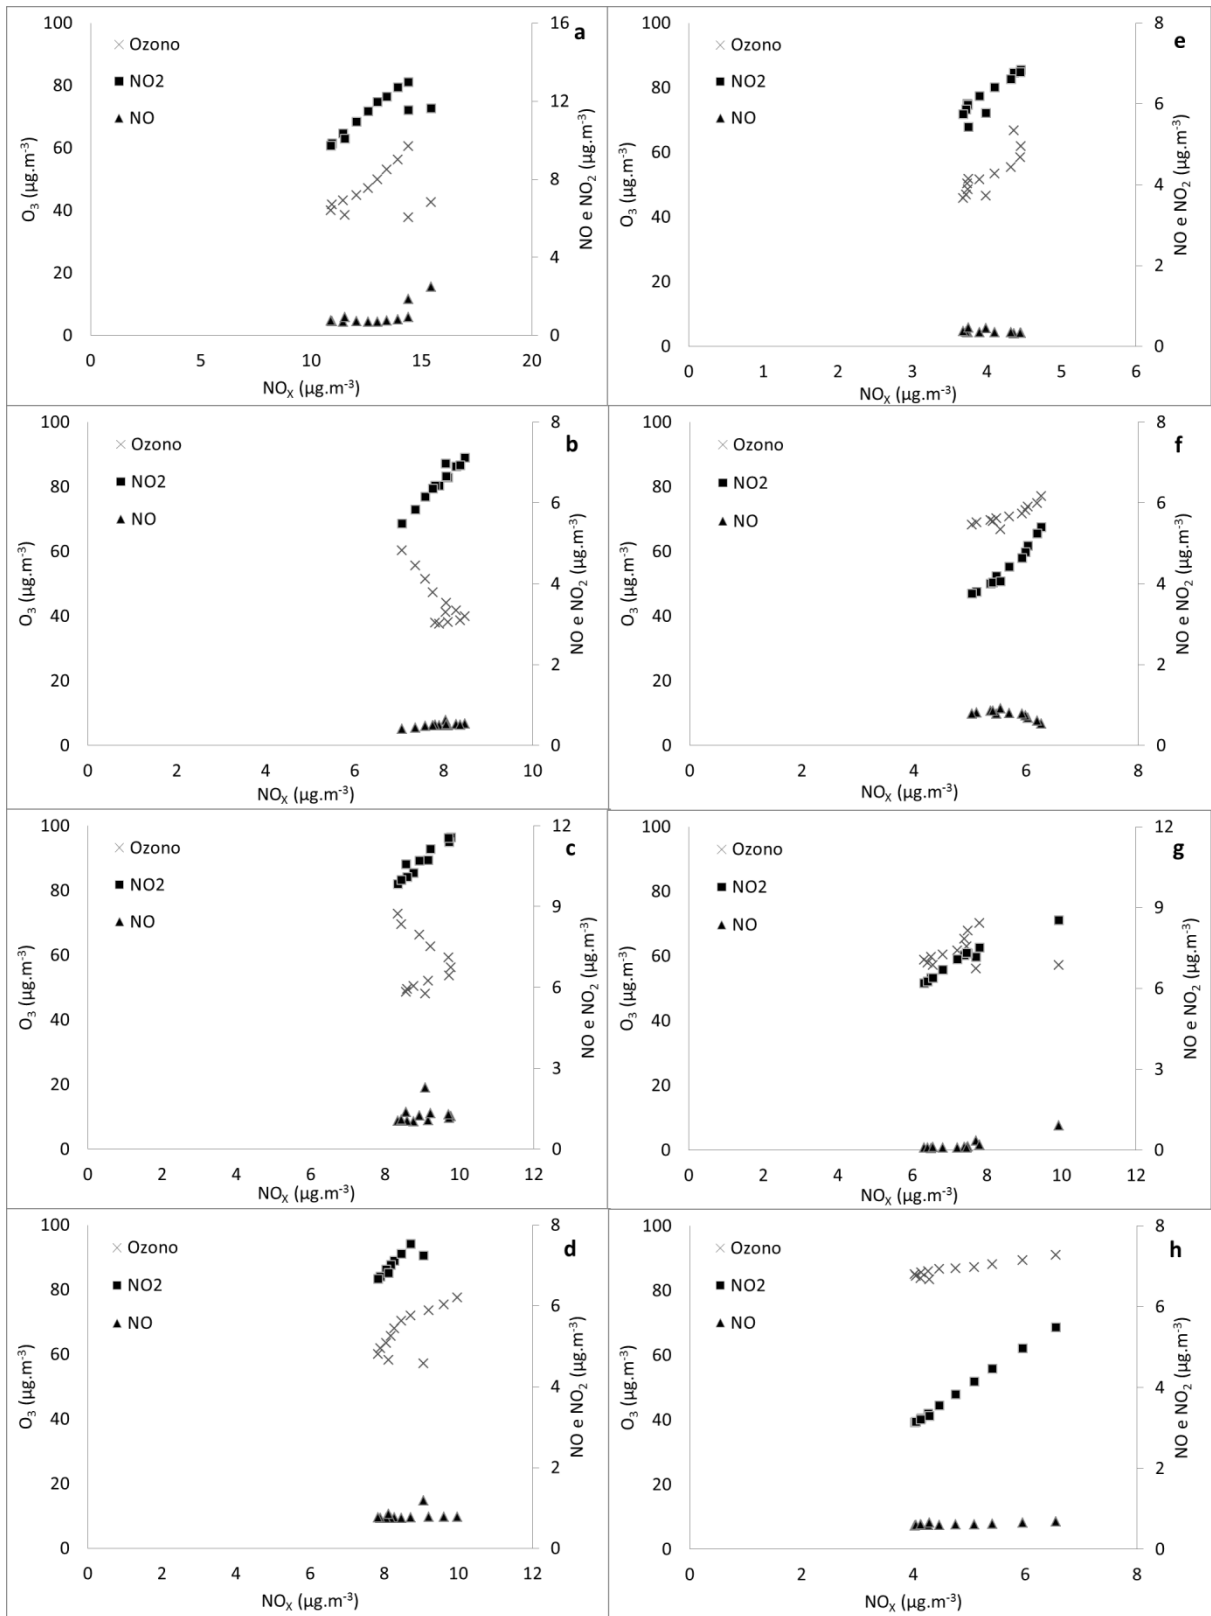 100
80
60
40
20
0
O₃ (µg.m⁻³)
Ozono
NO2
NO
a
16
12
8
4
0
NO e NO₂ (µg.m⁻³)
0 5 10 15 20
NOₓ (µg.m⁻³)
100
80
60
40
20
0
O₃ (µg.m⁻³)
Ozono
NO2
NO
e
8
6
4
2
0
NO e NO₂ (µg.m⁻³)
0 1 2 3 4 5 6
NOₓ (µg.m⁻³)
100
80
60
40
20
0
O₃ (µg.m⁻³)
Ozono
NO2
NO
b
8
6
4
2
0
NO e NO₂ (µg.m⁻³)
0 2 4 6 8 10
NOₓ (µg.m⁻³)
100
80
60
40
20
0
O₃ (µg.m⁻³)
Ozono
NO2
NO
f
8
6
4
2
0
NO e NO₂ (µg.m⁻³)
0 2 4 6 8
NOₓ (µg.m⁻³)
100
80
60
40
20
0
O₃ (µg.m⁻³)
Ozono
NO2
NO
c
12
9
6
3
0
NO e NO₂ (µg.m⁻³)
0 2 4 6 8 10 12
NOₓ (µg.m⁻³)
100
80
60
40
20
0
O₃ (µg.m⁻³)
Ozono
NO2
NO
g
12
9
6
3
0
NO e NO₂ (µg.m⁻³)
0 2 4 6 8 10 12
NOₓ (µg.m⁻³)
100
80
60
40
20
0
O₃ (µg.m⁻³)
Ozono
NO2
NO
d
8
6
4
2
0
NO e NO₂ (µg.m⁻³)
0 2 4 6 8 10 12
NOₓ (µg.m⁻³)
100
80
60
40
20
0
O₃ (µg.m⁻³)
Ozono
NO2
NO
h
8
6
4
2
0
NO e NO₂ (µg.m⁻³)
0 2 4 6 8
NOₓ (µg.m⁻³)